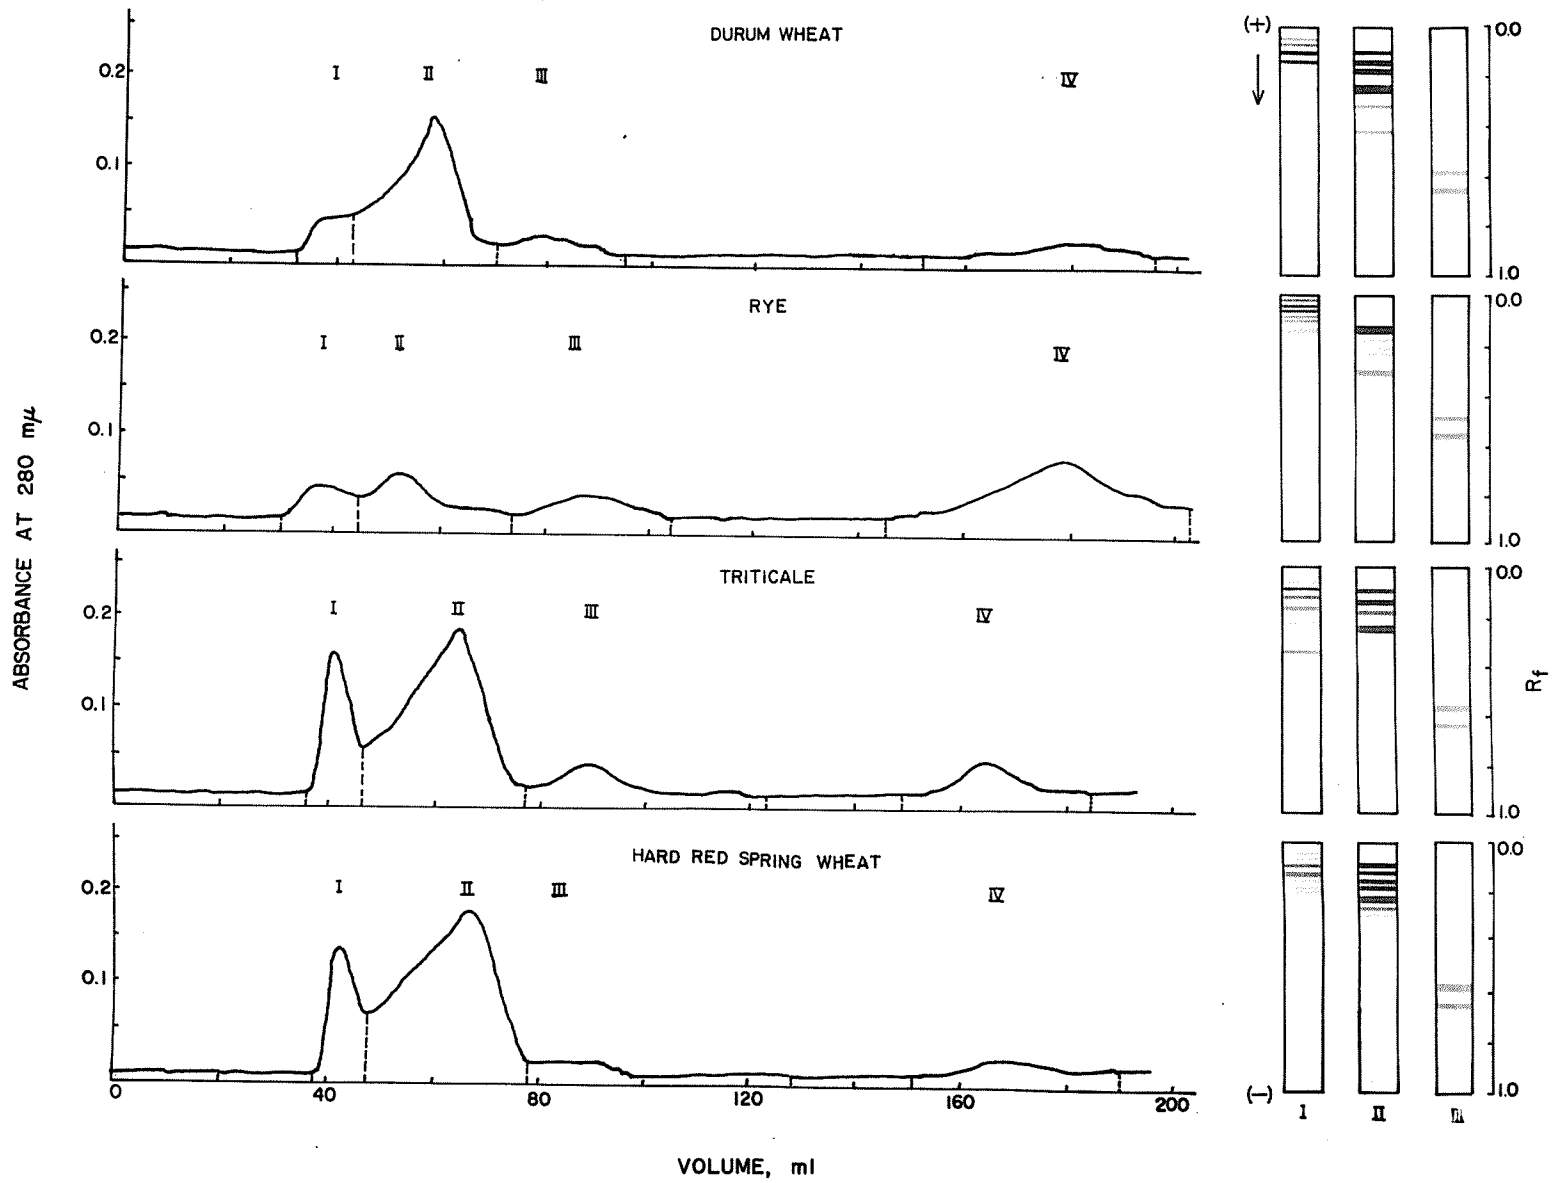 DURUM WHEAT
I II III IV
0.2
0.1
RYE
I II III IV
0.2
0.1
TRITICALE
I II III IV
0.2
0.1
HARD RED SPRING WHEAT
I II III IV
0.2
0.1
0 40 80 120 160 200
VOLUME, ml
ABSORBANCE AT 280 mμ
(+)
0.0
1.0
0.0
1.0
0.0
1.0
0.0
1.0
(−)
I II III
Rf